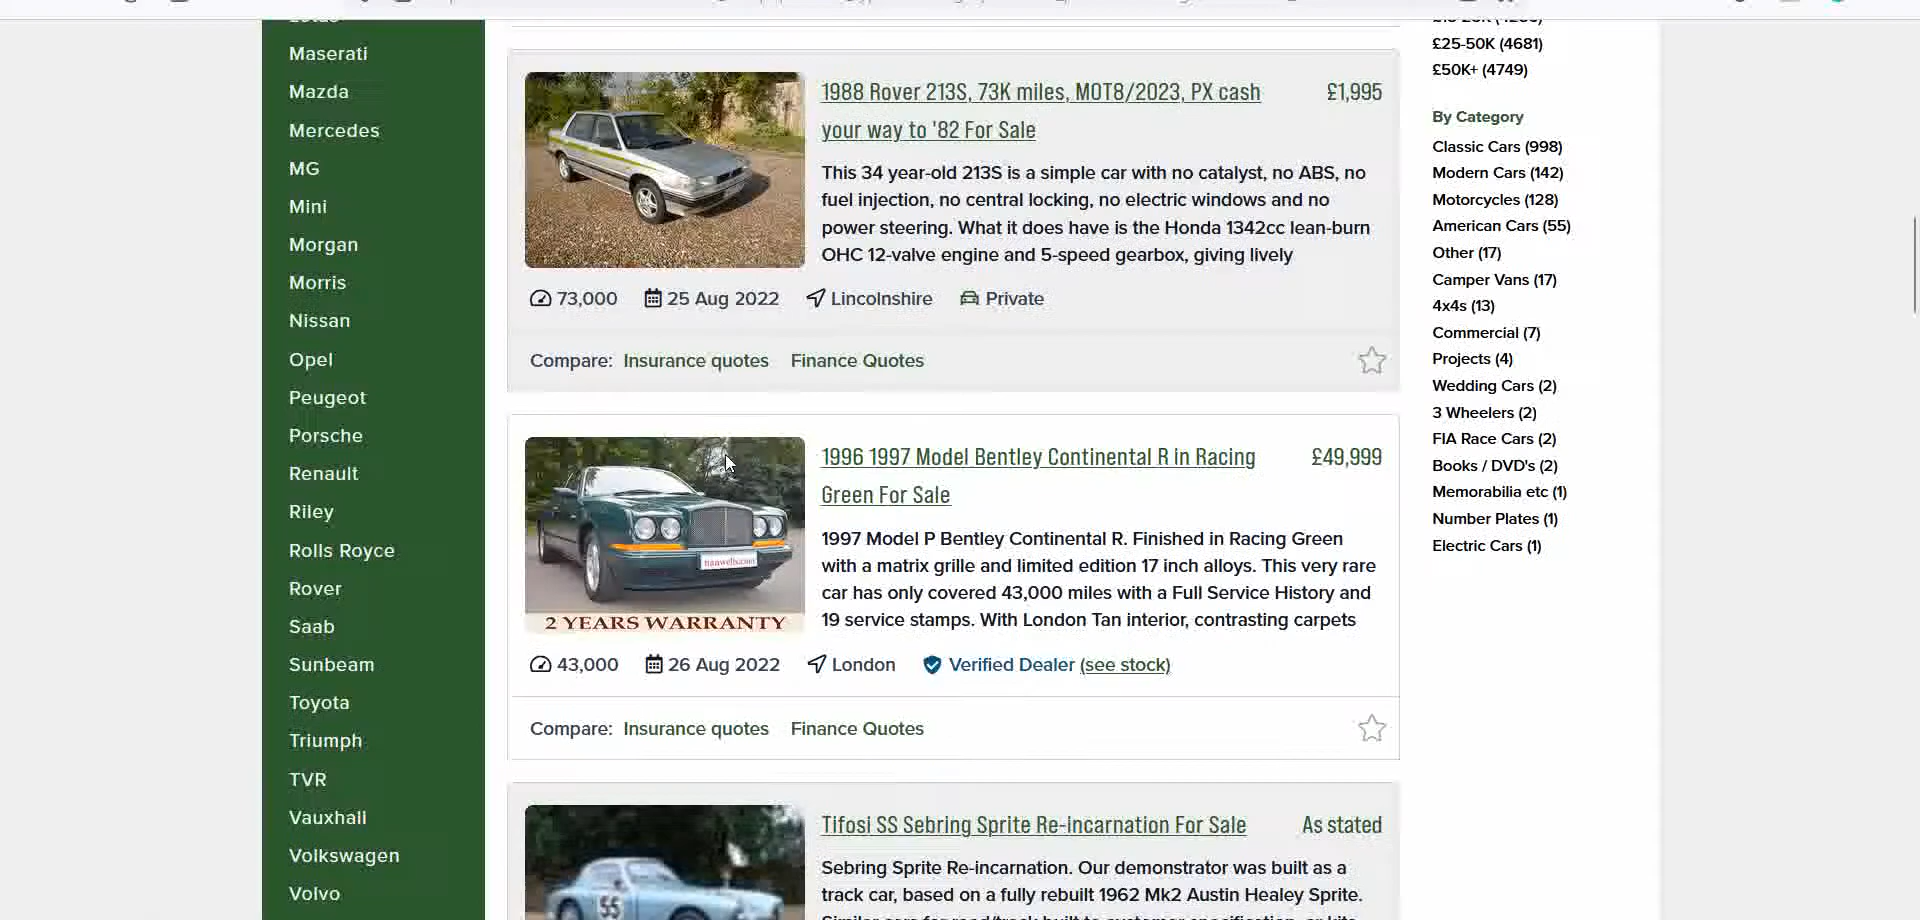 Maserati
Mazda
Mercedes
MG
Mini
Morgan
Morris
Nissan
Opel
Peugeot
Porsche
Renault
Riley
Rolls Royce
Rover
Saab
Sunbeam
Toyota
Triumph
TVR
Vauxhall
Volkswagen
Volvo
1988 Rover 213S, 73K miles, MOT8/2023, PX cash
your way to '82 For Sale
£1,995
This 34 year-old 213S is a simple car with no catalyst, no ABS, no
fuel injection, no central locking, no electric windows and no
power steering. What it does have is the Honda 1342cc lean-burn
OHC 12-valve engine and 5-speed gearbox, giving lively
73,000 25 Aug 2022 Lincolnshire Private
Compare: Insurance quotes Finance Quotes
1996 1997 Model Bentley Continental R in Racing
Green For Sale
£49,999
2 YEARS WARRANTY
1997 Model P Bentley Continental R. Finished in Racing Green
with a matrix grille and limited edition 17 inch alloys. This very rare
car has only covered 43,000 miles with a Full Service History and
19 service stamps. With London Tan interior, contrasting carpets
43,000 26 Aug 2022 London Verified Dealer (see stock)
Compare: Insurance quotes Finance Quotes
55
Tifosi SS Sebring Sprite Re-incarnation For Sale
As stated
Sebring Sprite Re-incarnation. Our demonstrator was built as a
track car, based on a fully rebuilt 1962 Mk2 Austin Healey Sprite.
£25-50K (4681)
£50K+ (4749)
By Category
Classic Cars (998)
Modern Cars (142)
Motorcycles (128)
American Cars (55)
Other (17)
Camper Vans (17)
4x4s (13)
Commercial (7)
Projects (4)
Wedding Cars (2)
3 Wheelers (2)
FIA Race Cars (2)
Books / DVD's (2)
Memorabilia etc (1)
Number Plates (1)
Electric Cars (1)